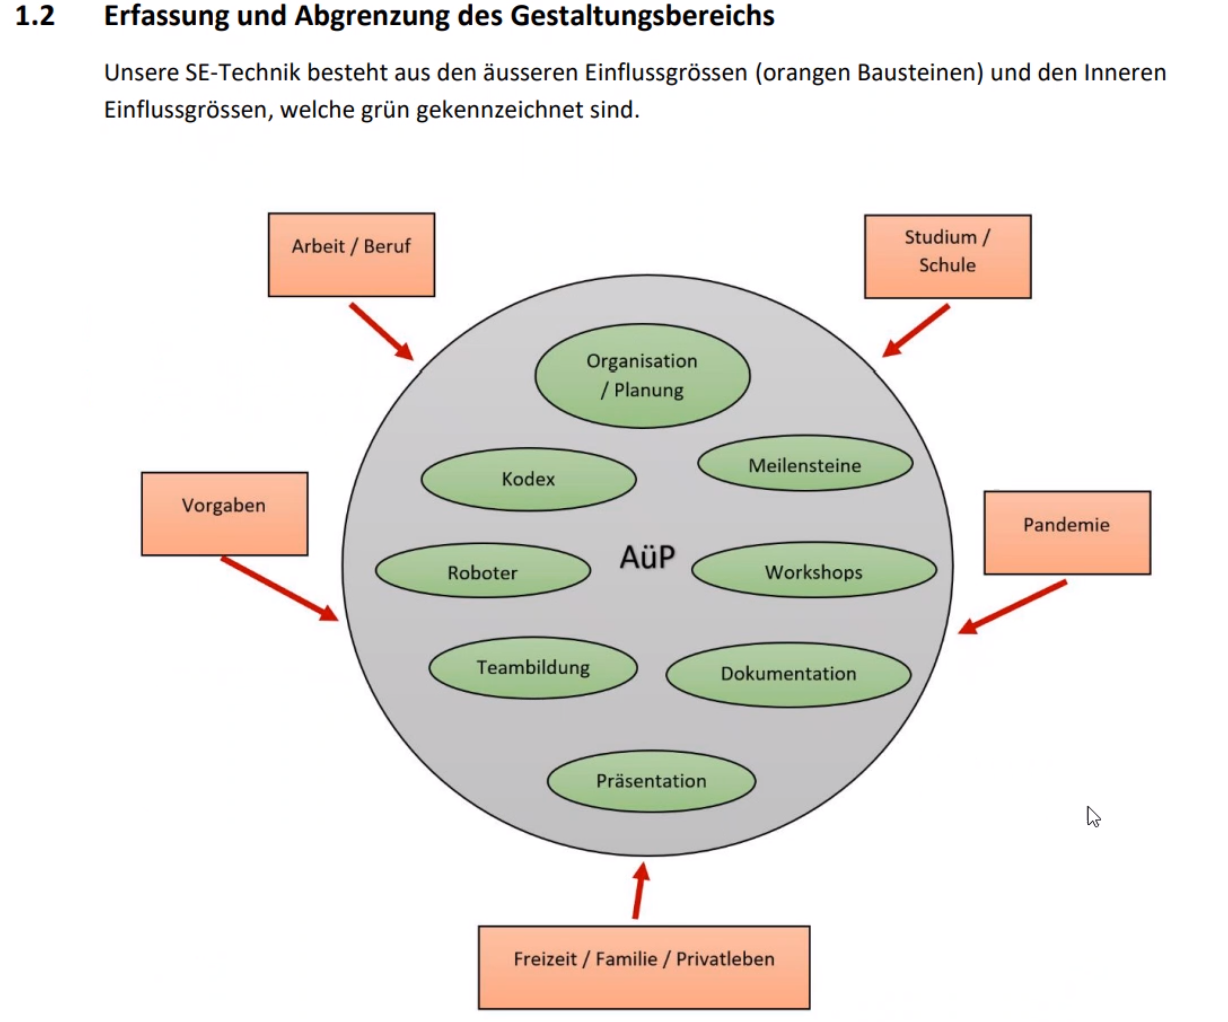 1.2 Erfassung und Abgrenzung des Gestaltungsbereichs
Unsere SE-Technik besteht aus den äusseren Einflussgrössen (orangen Bausteinen) und den Inneren
Einflussgrössen, welche grün gekennzeichnet sind.
Arbeit / Beruf
Studium /
Schule
Organisation
/ Planung
Meilensteine
Kodex
Vorgaben
Pandemie
AüP
Roboter
Workshops
Teambildung
Dokumentation
Präsentation
Freizeit / Familie / Privatleben